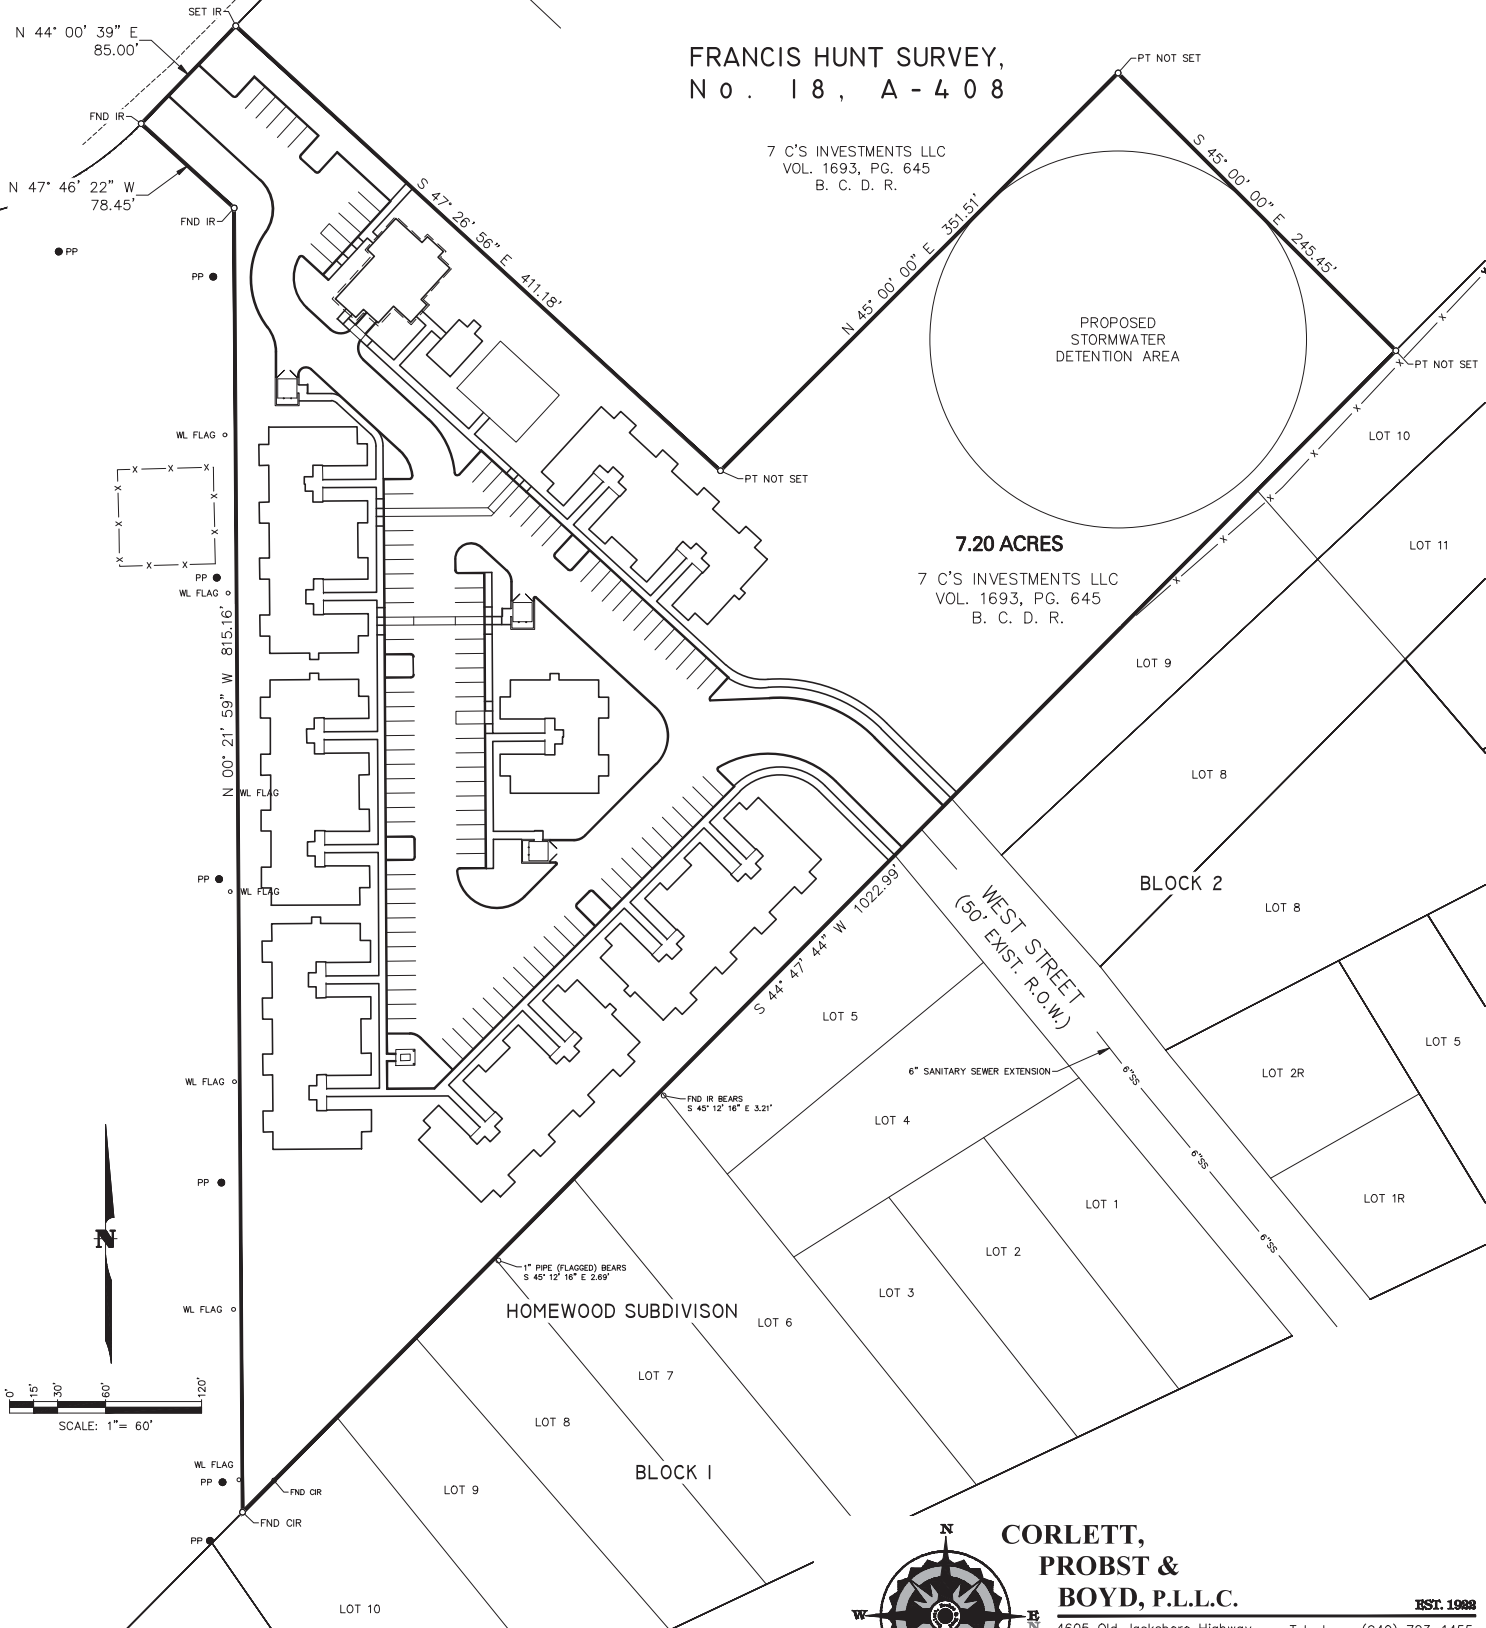 SET IR
N 44° 00' 39" E
85.00'
FRANCIS HUNT SURVEY,
No. 18, A-408
PT NOT SET
FND IR
7 C'S INVESTMENTS LLC
VOL. 1693, PG. 645
B. C. D. R.
S 45° 00' 00" E 245.45'
N 47° 46' 22" W
78.45'
FND IR
S 47° 26' 56" E 411.18'
N 45° 00' 00" E 351.51'
PP
PP
PROPOSED
STORMWATER
DETENTION AREA
PT NOT SET
WL FLAG
LOT 10
PT NOT SET
7.20 ACRES
LOT 11
7 C'S INVESTMENTS LLC
VOL. 1693, PG. 645
B. C. D. R.
PP
WL FLAG
N 00° 21' 59" W 815.16'
LOT 9
WL FLAG
LOT 8
PP
WL FLAG
BLOCK 2
LOT 8
S 44° 47' 44" W 1022.99'
WEST STREET
(50' EXIST. R.O.W.)
LOT 5
LOT 5
6" SANITARY SEWER EXTENSION
6"SS
LOT 2R
WL FLAG
FND IR BEARS
S 45° 12' 16" E 3.21'
LOT 4
6"SS
PP
LOT 1
LOT 1R
N
6"SS
LOT 2
1" PIPE (FLAGGED) BEARS
S 45° 12' 16" E 2.69'
LOT 3
WL FLAG
HOMEWOOD SUBDIVISON
LOT 6
LOT 7
0' 15' 30' 60' 120'
SCALE: 1"= 60'
LOT 8
WL FLAG
PP
BLOCK 1
LOT 9
FND CIR
FND CIR
PP
LOT 10
N
W
E
CORLETT,
PROBST &
BOYD, P.L.L.C.
EST. 1988